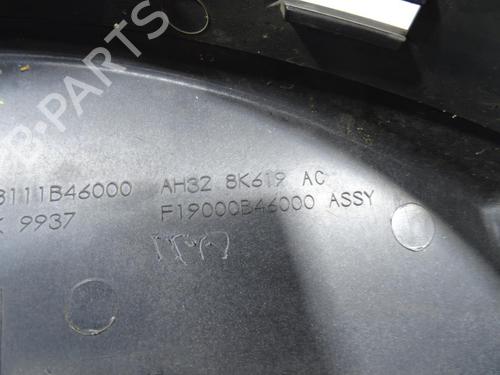 B-PARTS
3111B46000 AH32 8K619 AC
K 9937 F19000B46000 ASSY